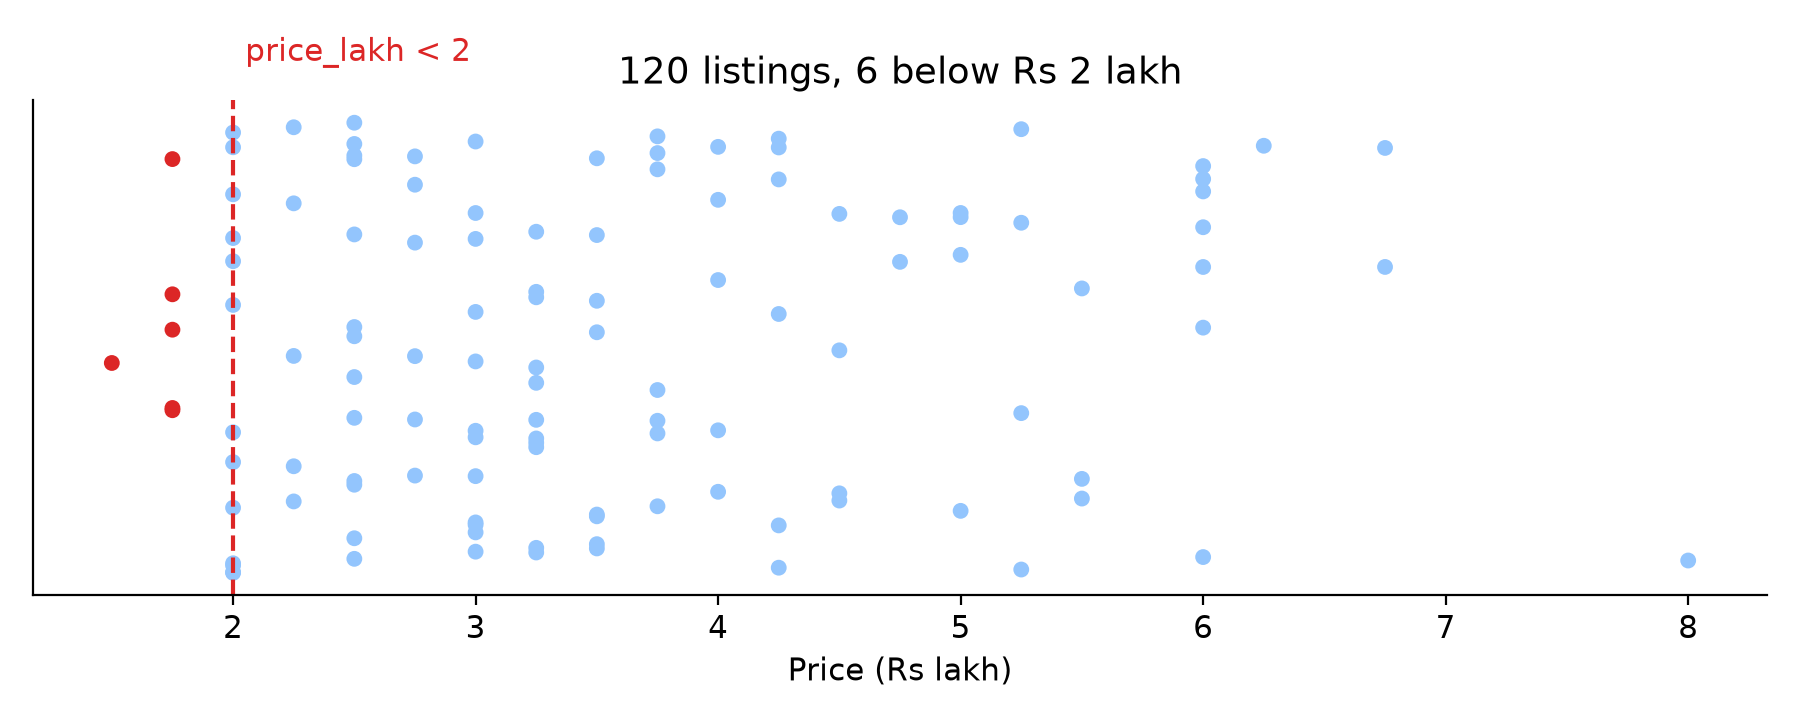 price_lakh < 2
120 listings, 6 below Rs 2 lakh
2 3 4 5 6 7 8
Price (Rs lakh)